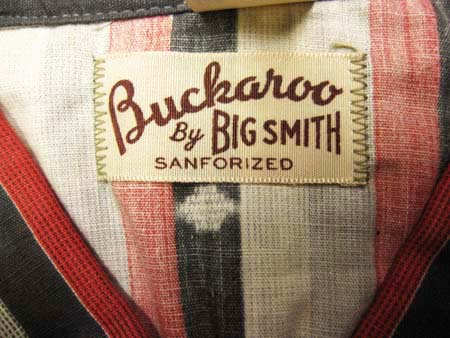 Buckaroo
By BIG SMITH
SANFORIZED